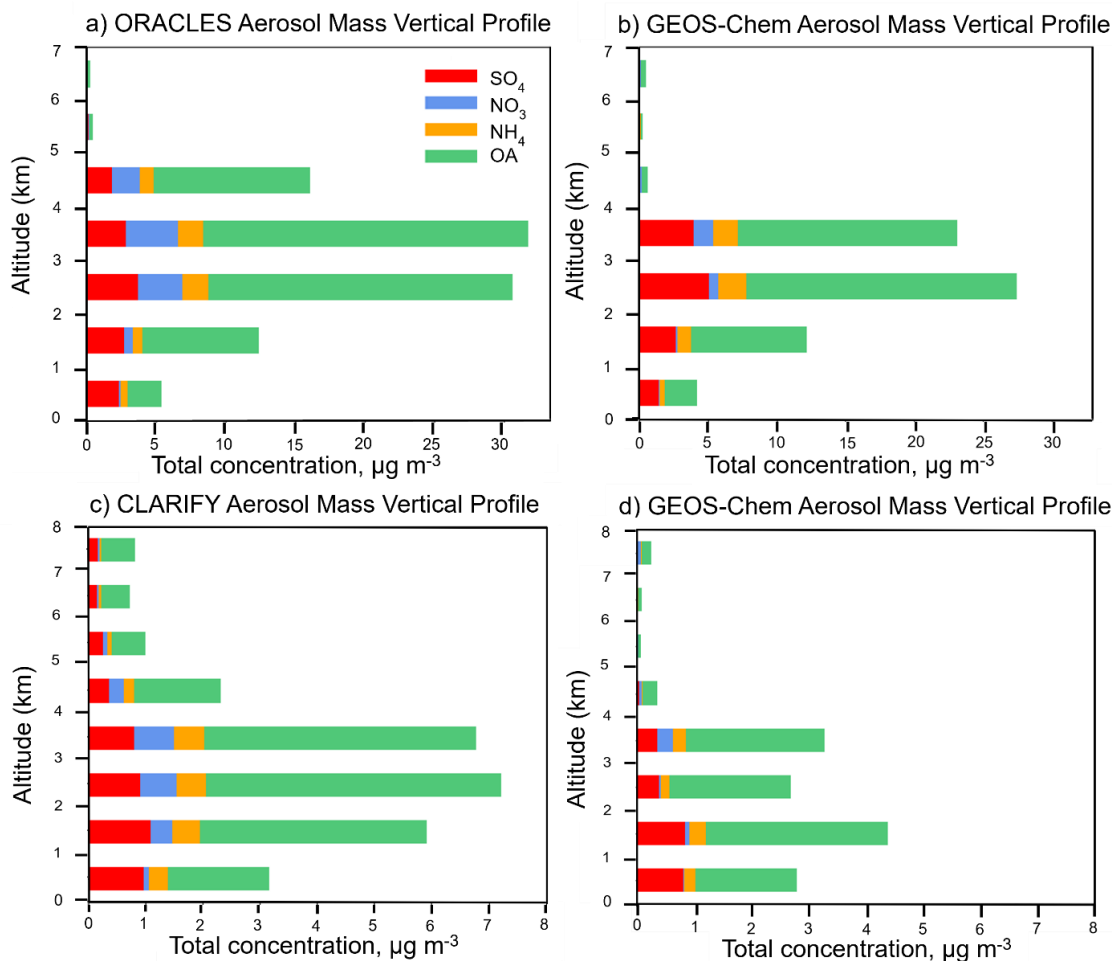 a) ORACLES Aerosol Mass Vertical Profile
7
6
5
4
3
2
1
0
Altitude (km)
SO4
NO3
NH4
OA
0 5 10 15 20 25 30
Total concentration, µg m-3
b) GEOS-Chem Aerosol Mass Vertical Profile
7
6
5
4
3
2
1
0
Altitude (km)
0 5 10 15 20 25 30
Total concentration, µg m-3
c) CLARIFY Aerosol Mass Vertical Profile
8
7
6
5
4
3
2
1
0
Altitude (km)
0 1 2 3 4 5 6 7 8
Total concentration, µg m-3
d) GEOS-Chem Aerosol Mass Vertical Profile
8
7
6
5
4
3
2
1
0
Altitude (km)
0 1 2 3 4 5 6 7 8
Total concentration, µg m-3